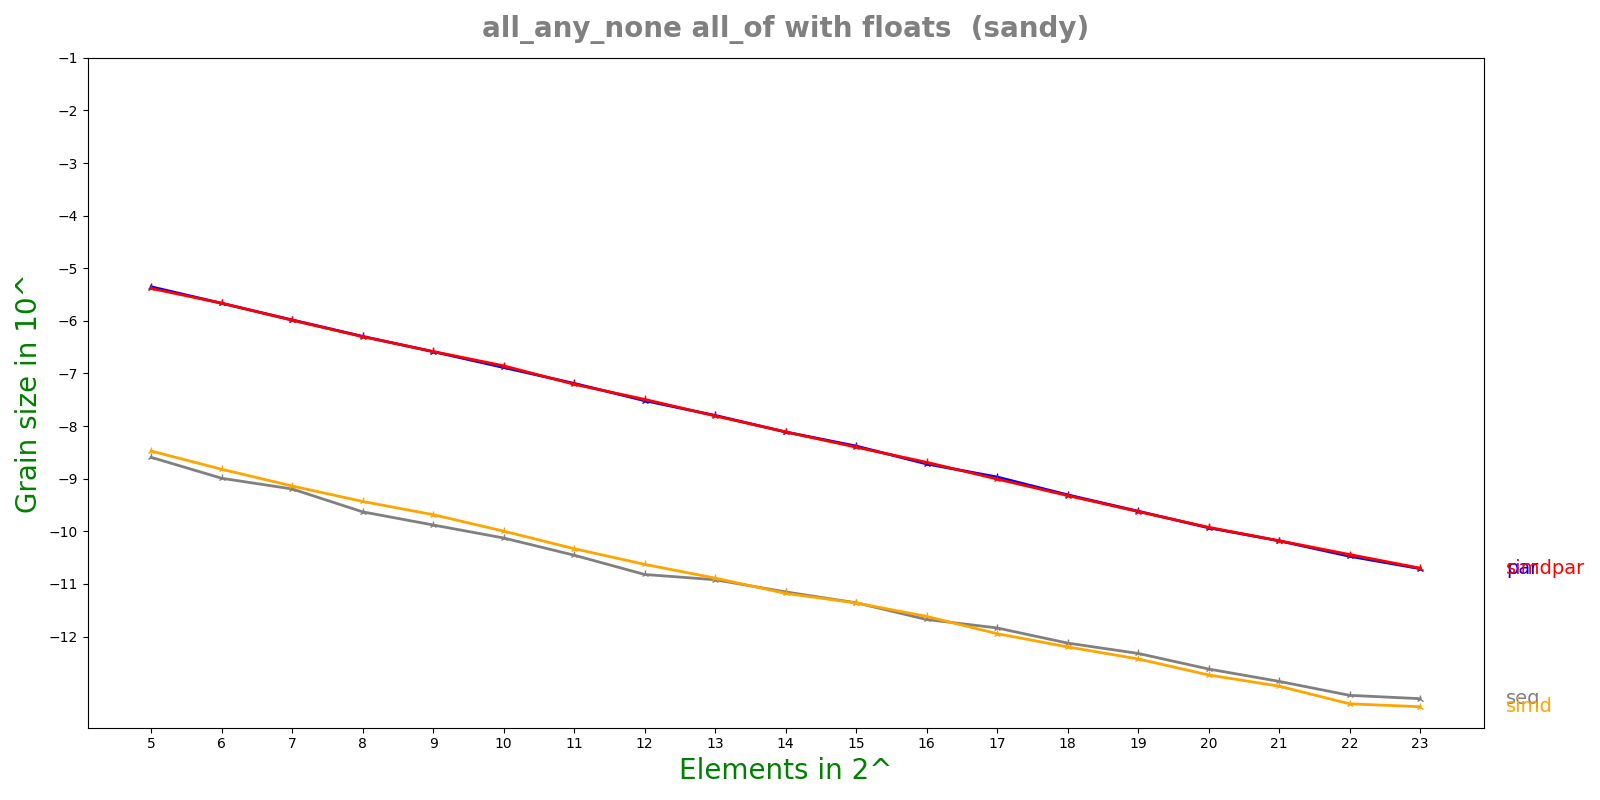 all_any_none all_of with floats (sandy)
Grain size in 10^
−1
−2
−3
−4
−5
−6
−7
−8
−9
−10
−11
−12
simdpar
par
seq
simd
5 6 7 8 9 10 11 12 13 14 15 16 17 18 19 20 21 22 23
Elements in 2^